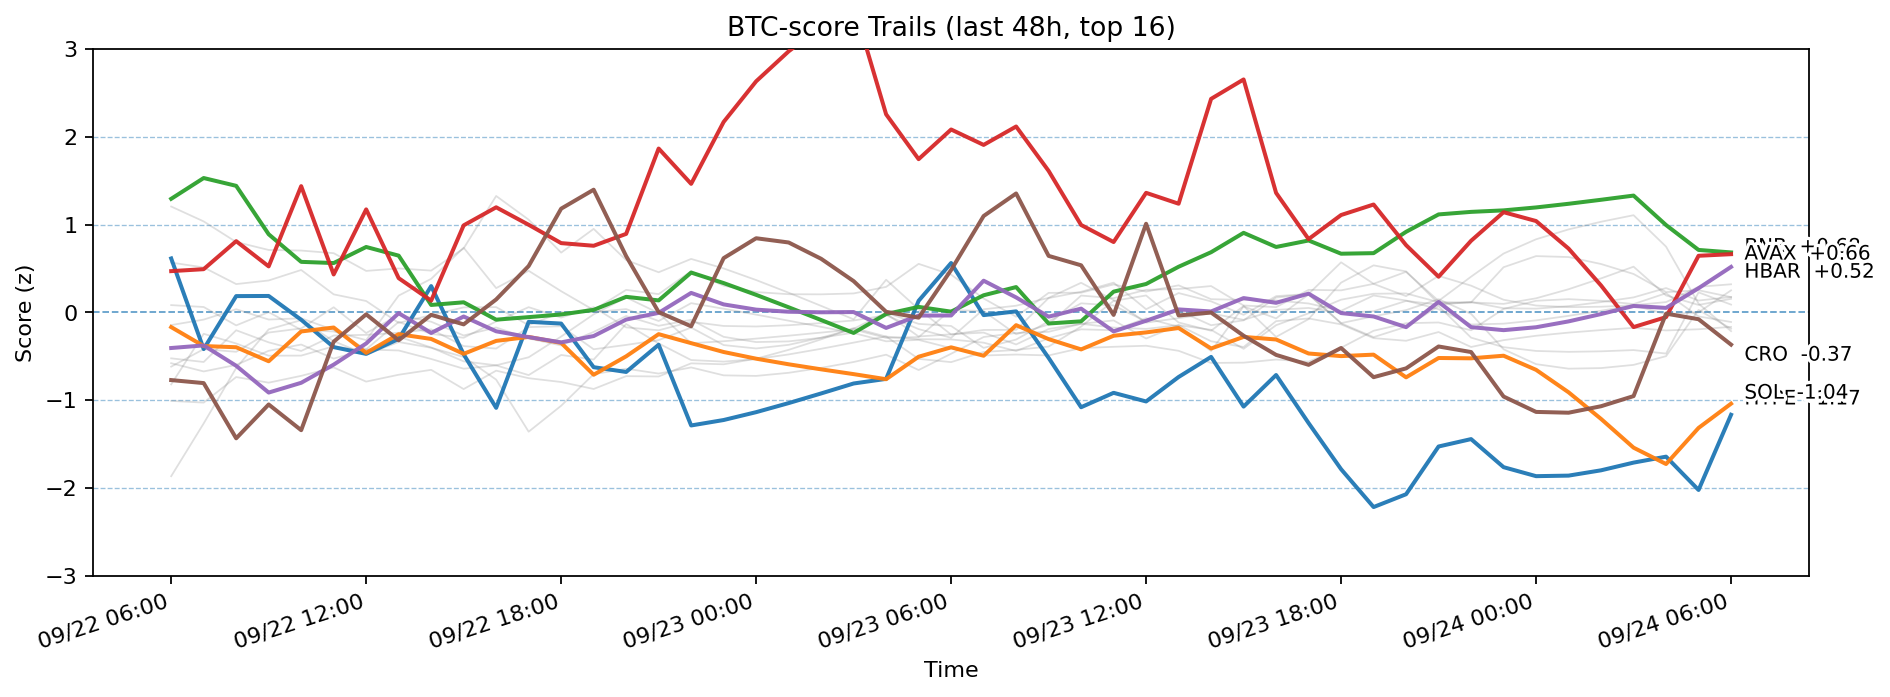 BTC-score Trails (last 48h, top 16)
3
2
1
0
−1
−2
−3
Score (z)
AVAX +0.66
HBAR +0.52
CRO -0.37
SOL -1.04
09/22 06:00
09/22 12:00
09/22 18:00
09/23 00:00
09/23 06:00
09/23 12:00
09/23 18:00
09/24 00:00
09/24 06:00
Time